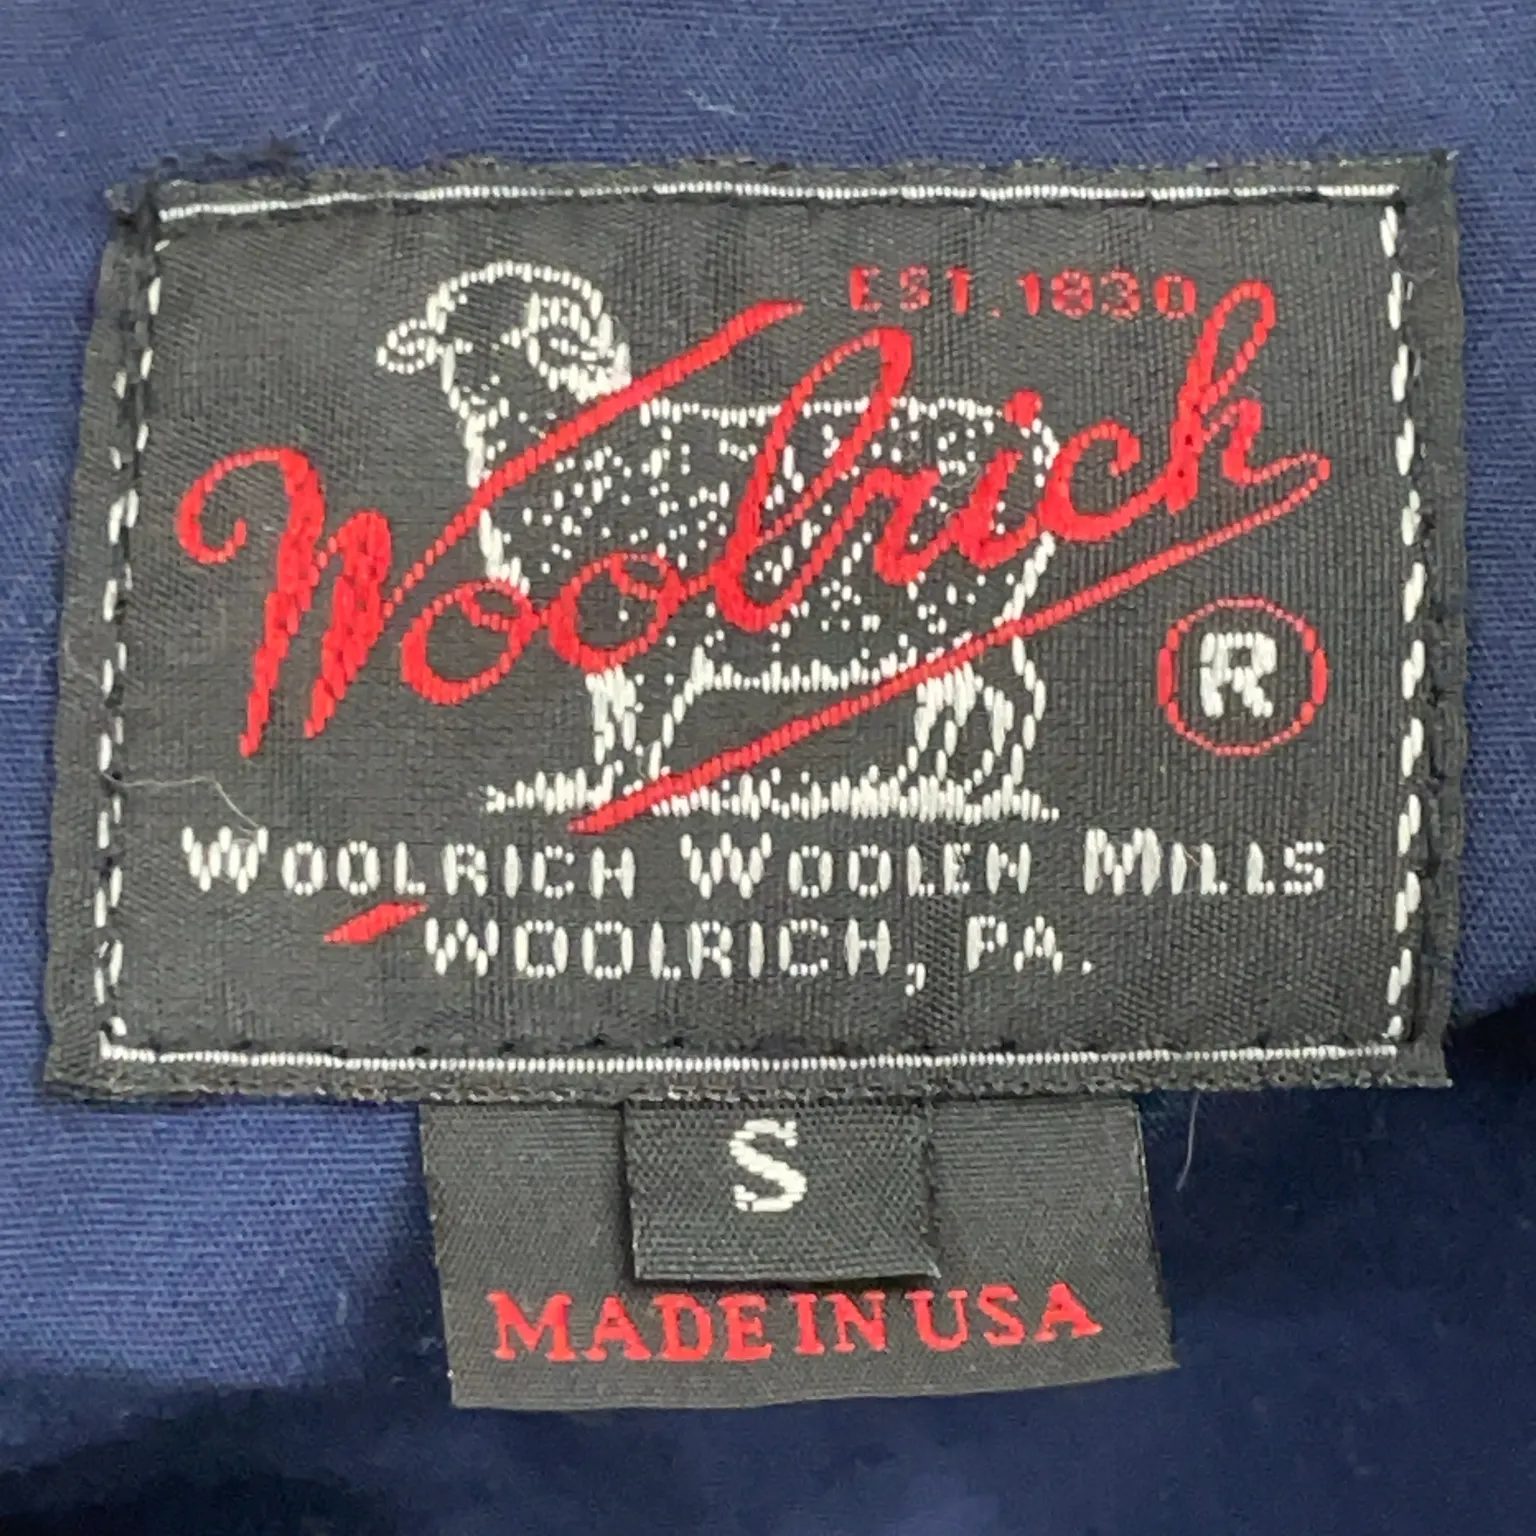 EST. 1830
Woolrich
®
WOOLRICH WOOLEN MILLS
WOOLRICH, PA.
S
MADE IN USA